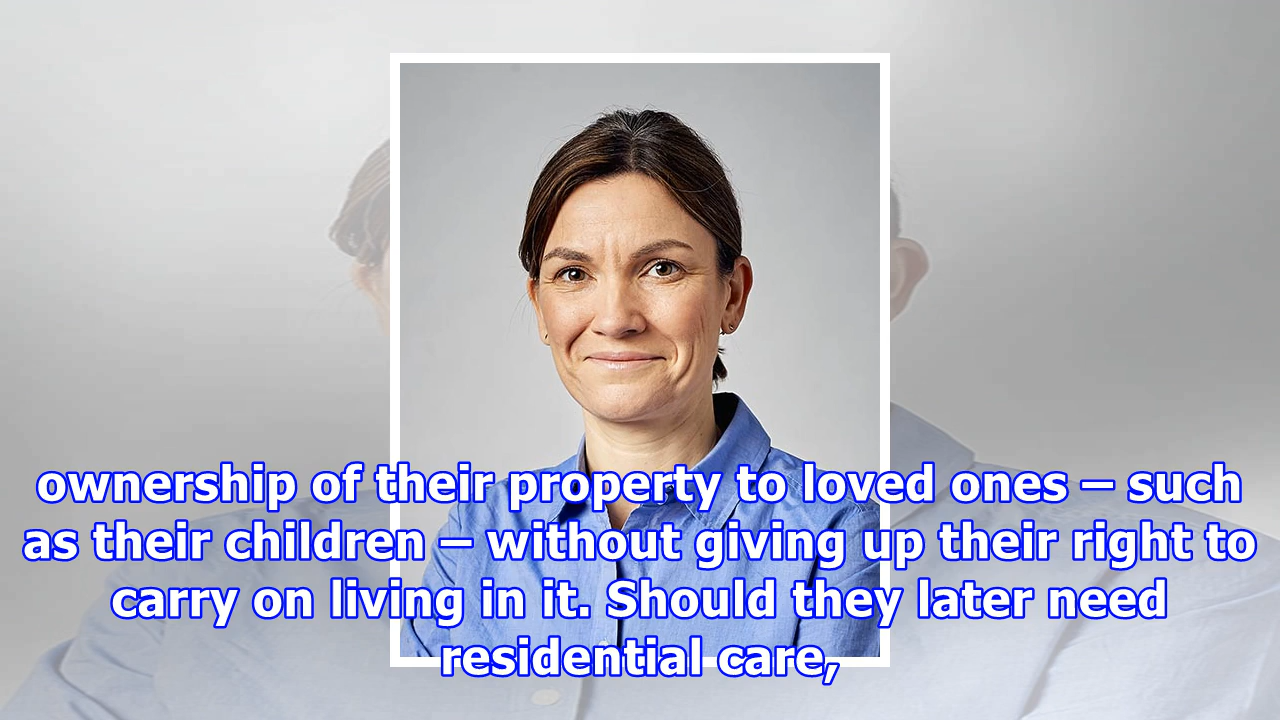 ownership of their property to loved ones – such
as their children – without giving up their right to
carry on living in it. Should they later need
residential care,